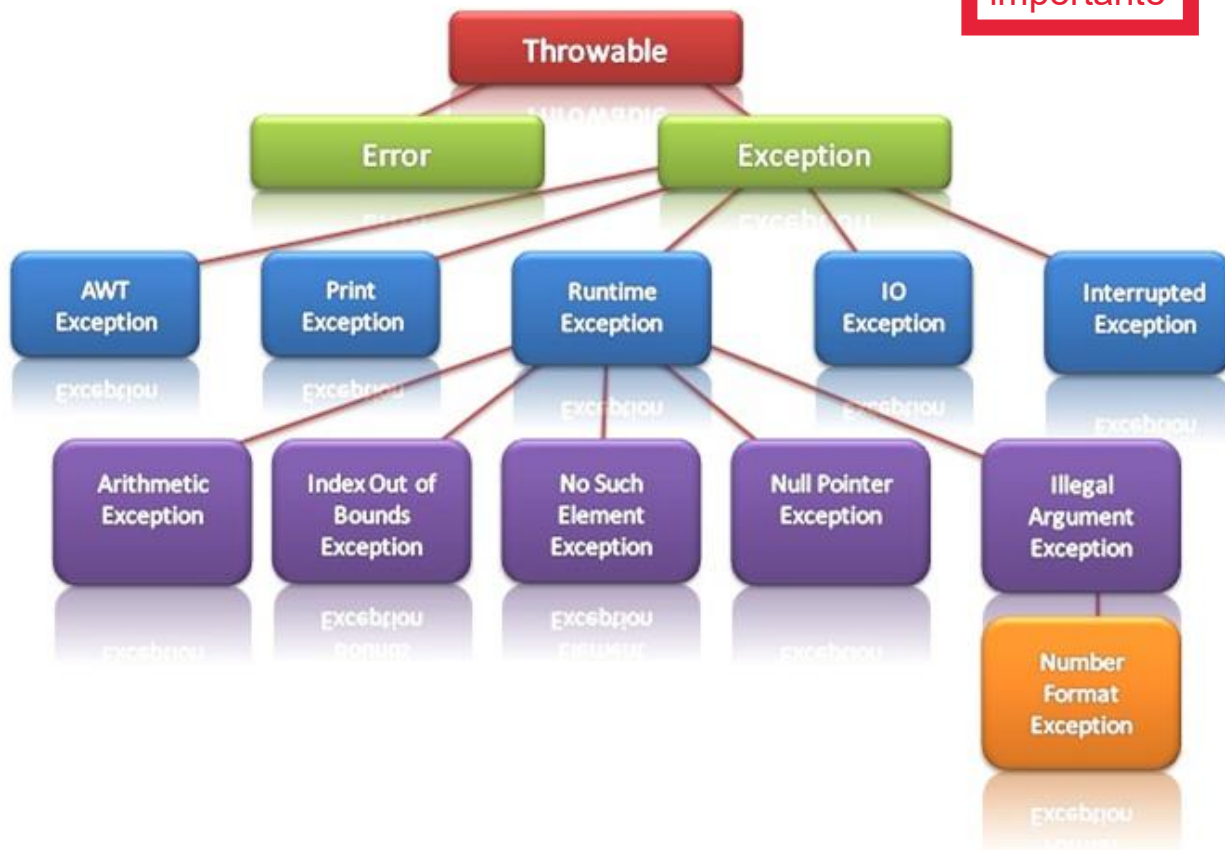 importante
Throwable
Error
Exception
AWT
Exception
Print
Exception
Runtime
Exception
IO
Exception
Interrupted
Exception
Arithmetic
Exception
Index Out of
Bounds
Exception
No Such
Element
Exception
Null Pointer
Exception
Illegal
Argument
Exception
Number
Format
Exception